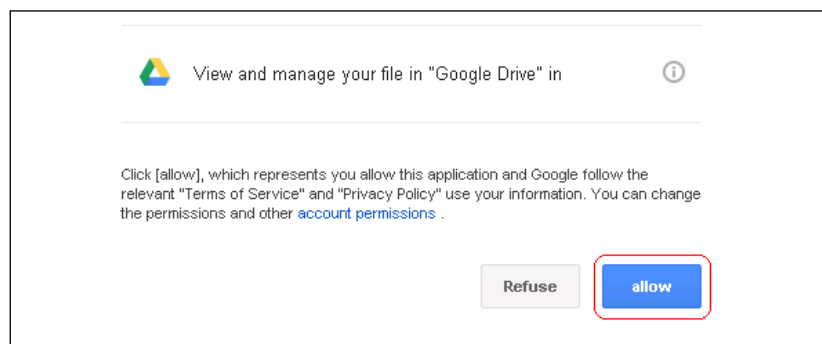 View and manage your file in "Google Drive" in
Click [allow], which represents you allow this application and Google follow the
relevant "Terms of Service" and "Privacy Policy" use your information. You can change
the permissions and other account permissions .
Refuse
allow